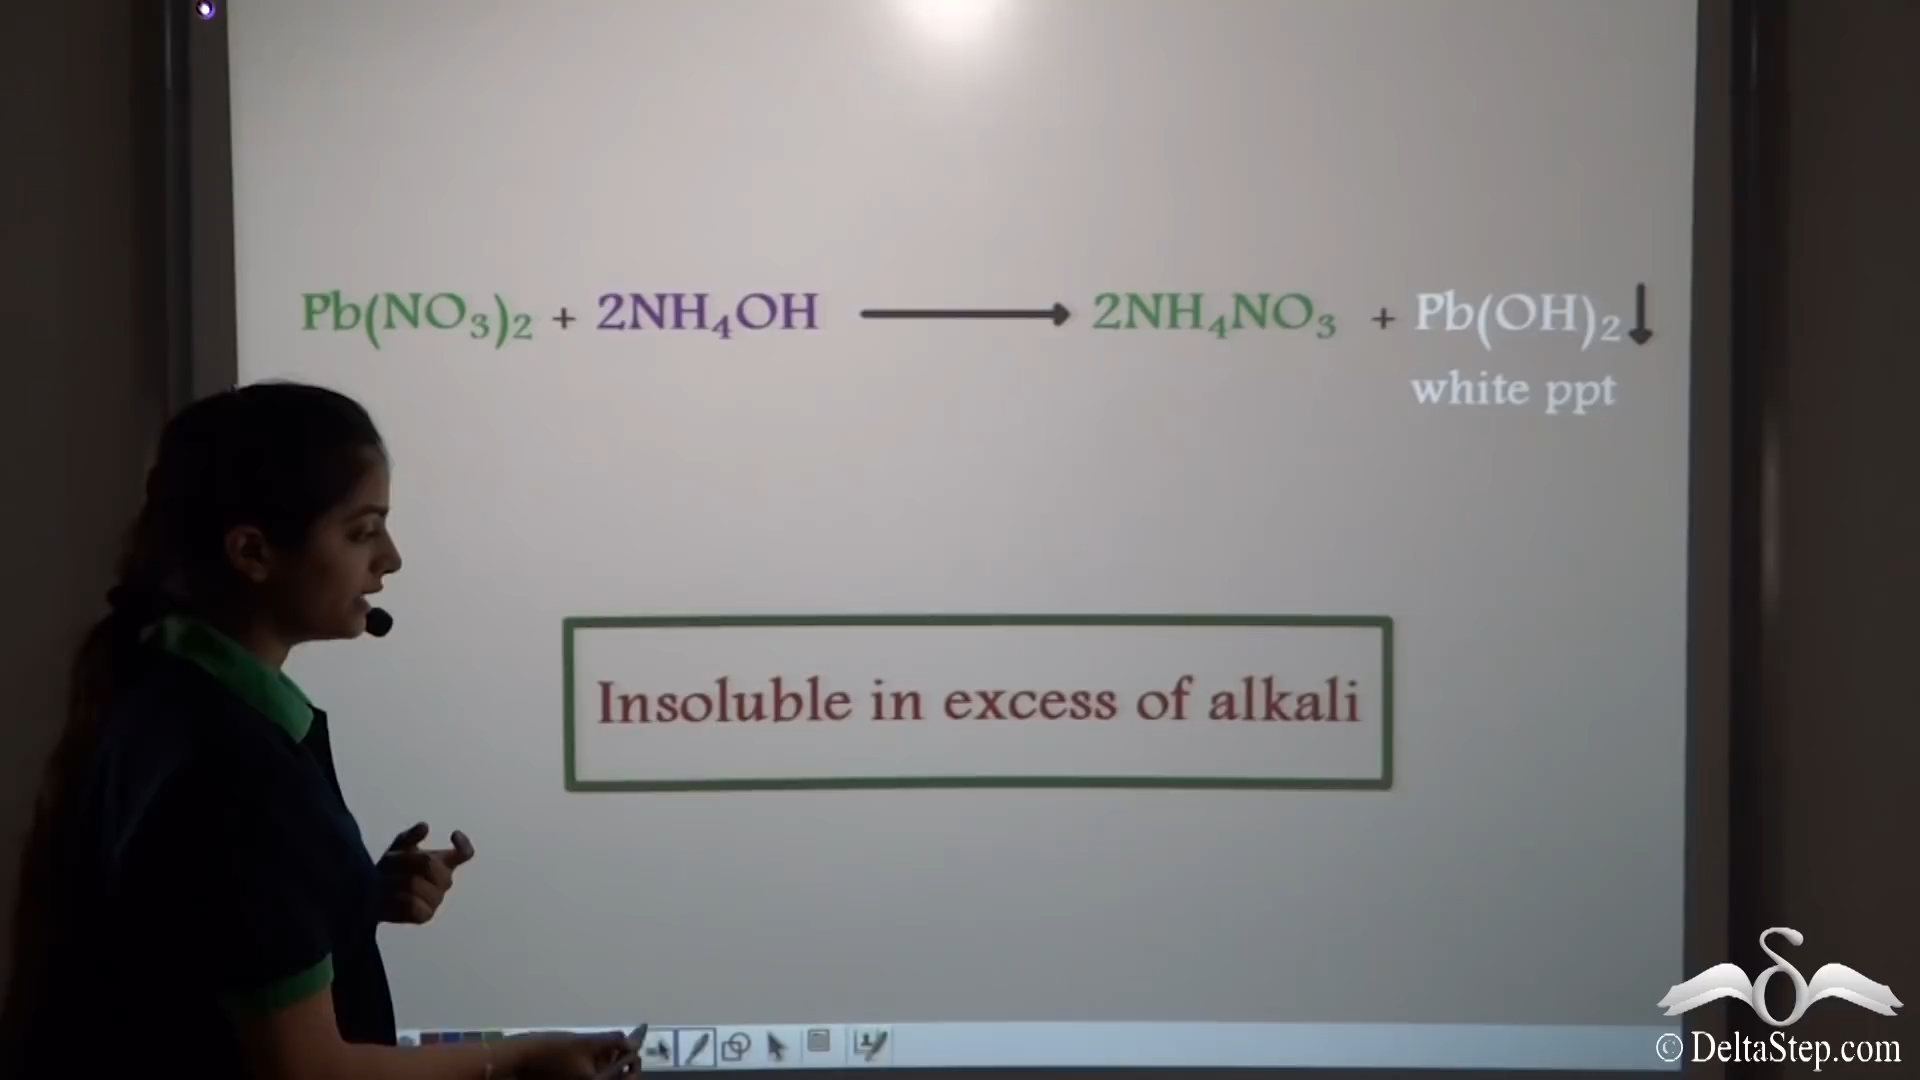 Pb(NO₃)₂ + 2NH₄OH ⟶ 2NH₄NO₃ + Pb(OH)₂↓
white ppt
Insoluble in excess of alkali
© DeltaStep.com